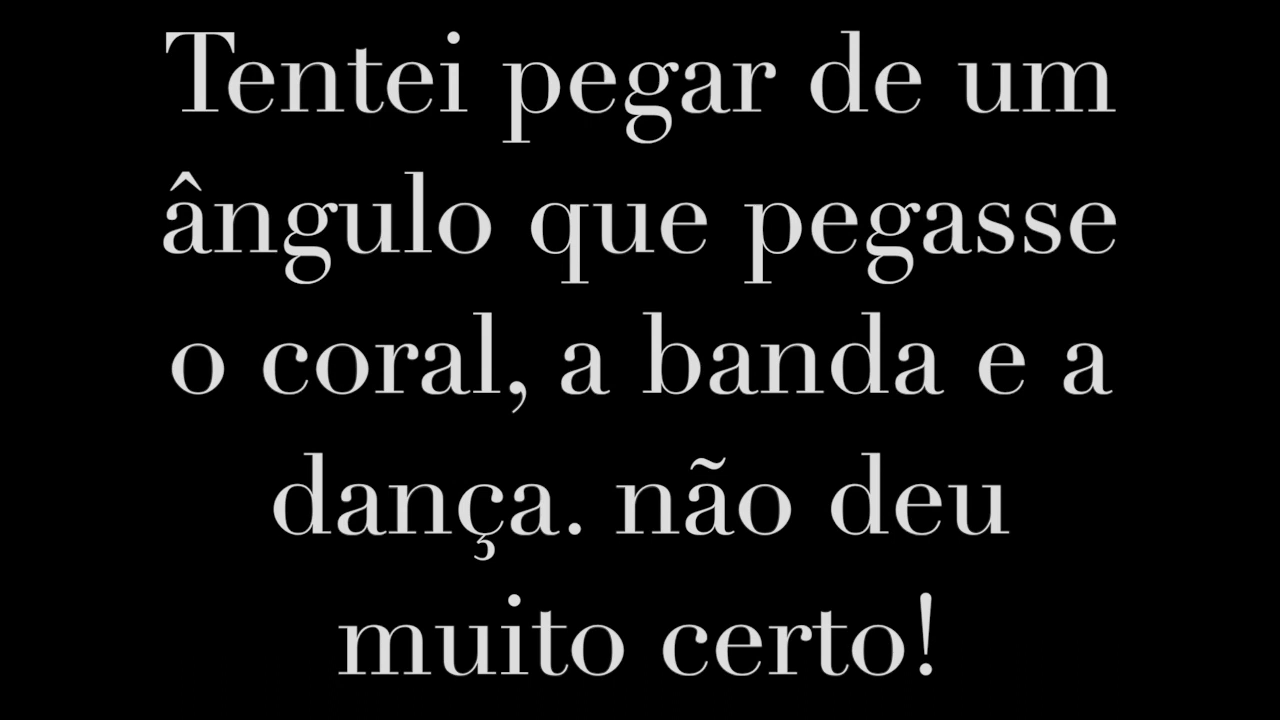 Tentei pegar de um
ângulo que pegasse
o coral, a banda e a
dança. não deu
muito certo!